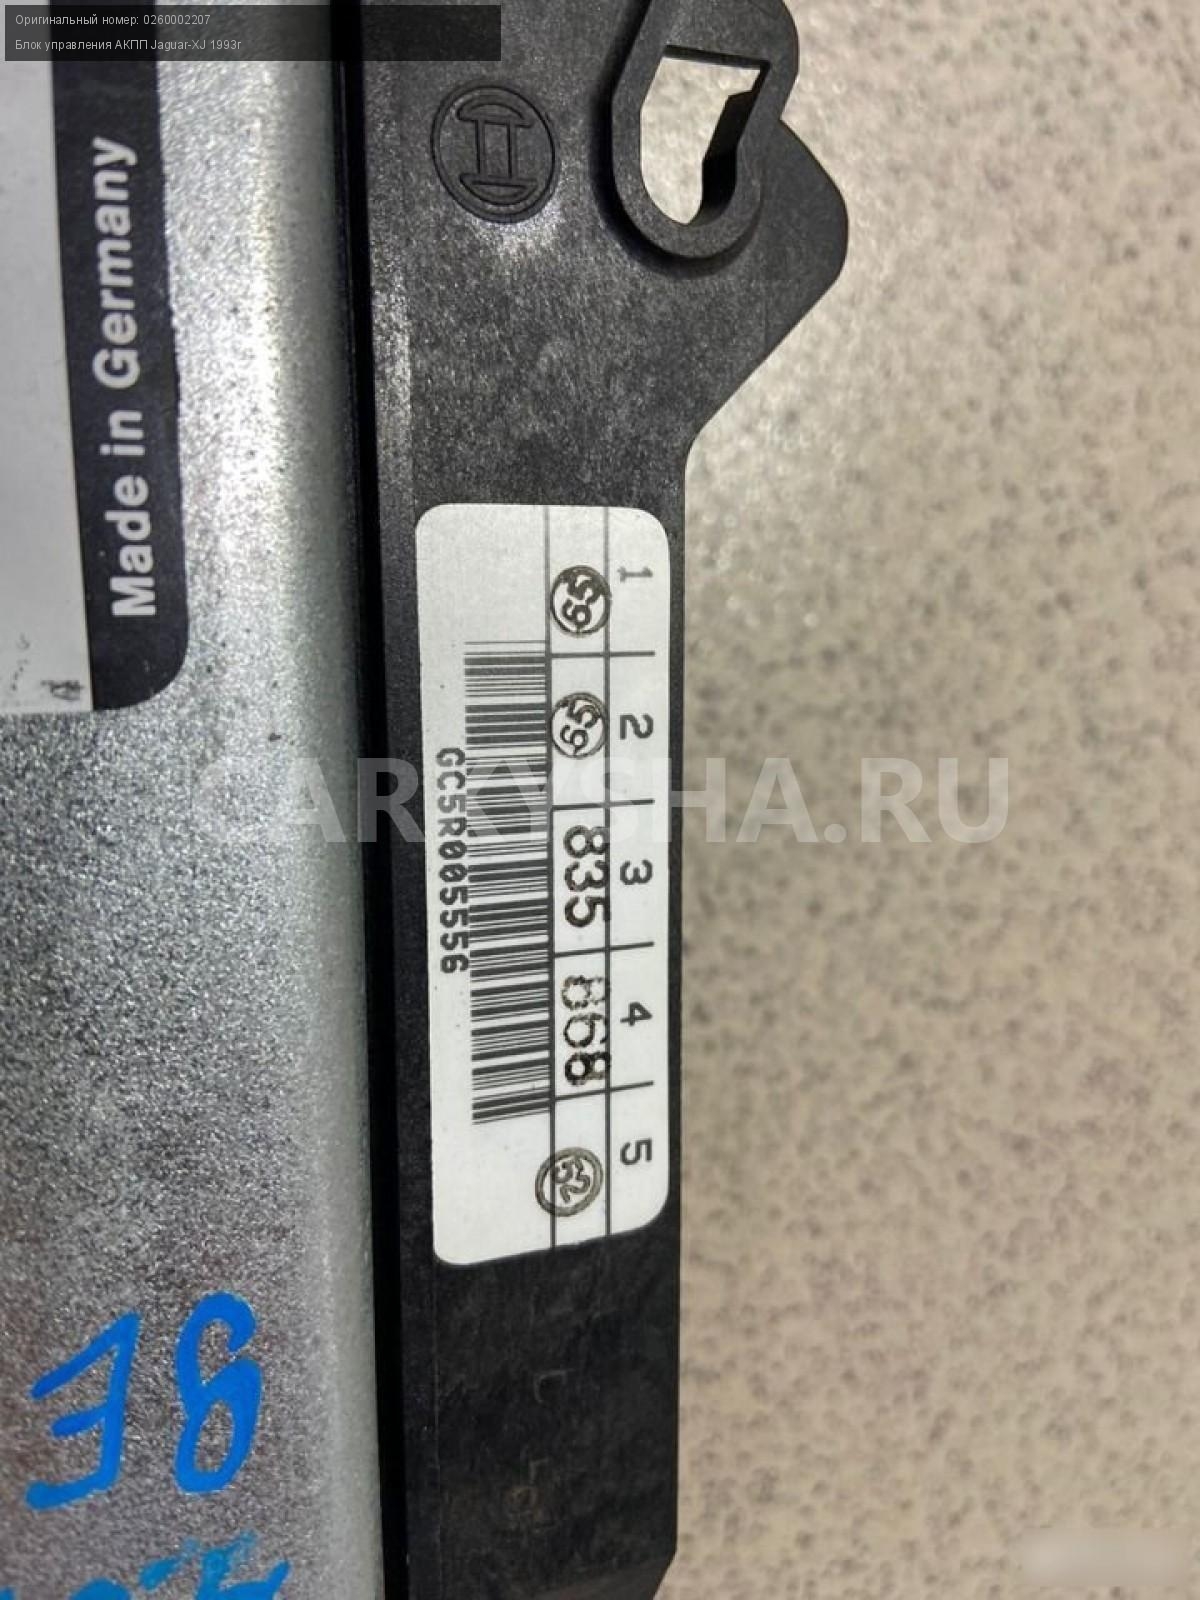 Оригинальный номер: 0260002207
Блок управления АКПП Jaguar-XJ 1993г
Made in Germany
1 2 3 4 5
59 59 835 868 52
GC5R005556
CARKYSHA.RU